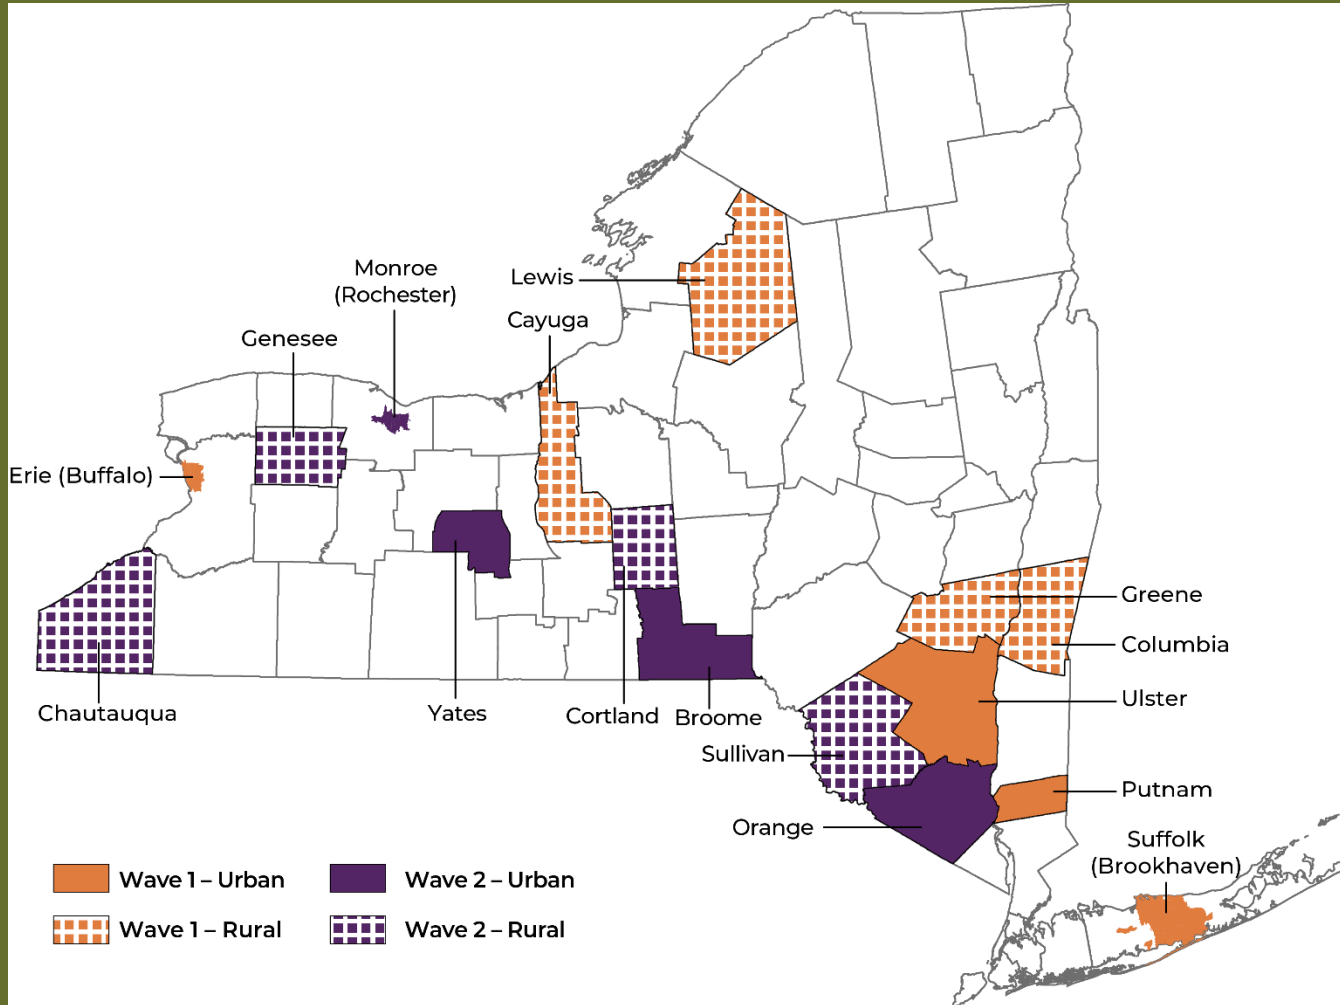 Monroe
(Rochester)
Lewis
Cayuga
Genesee
Erie (Buffalo)
Greene
Columbia
Ulster
Chautauqua
Yates
Cortland
Broome
Sullivan
Putnam
Orange
Suffolk
(Brookhaven)
Wave 1 – Urban
Wave 2 – Urban
Wave 1 – Rural
Wave 2 – Rural